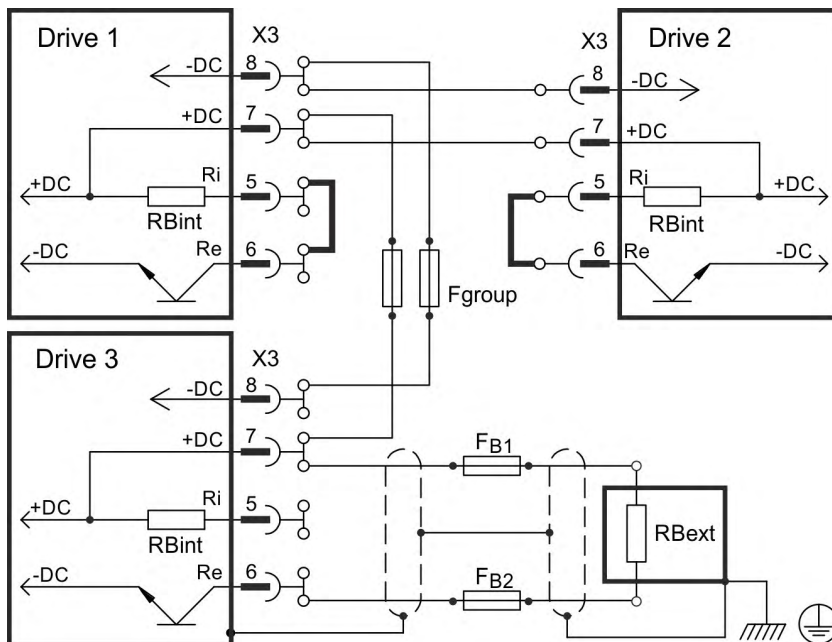 Drive 1
X3
8
-DC
7
+DC
+DC
Ri
5
RBint
-DC
Re
6
X3
Drive 2
8
-DC
7
+DC
5
Ri
+DC
RBint
6
Re
-DC
Fgroup
Drive 3
X3
8
-DC
7
+DC
+DC
Ri
5
RBint
-DC
Re
6
FB1
FB2
RBext